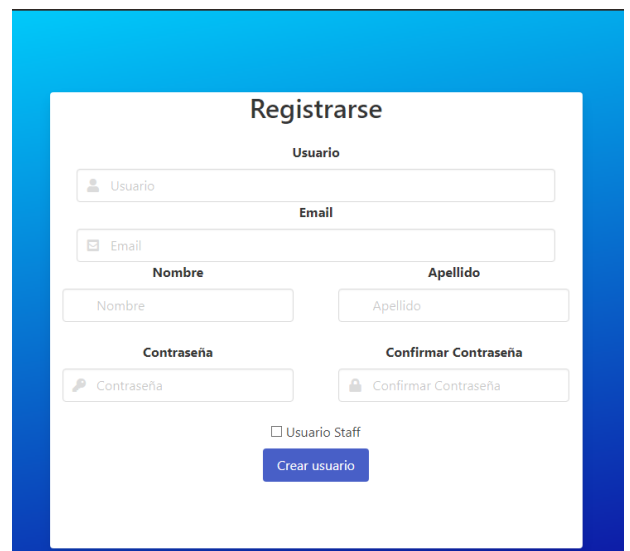 Registrarse
Usuario
Usuario
Email
Email
Nombre Apellido
Nombre Apellido
Contraseña Confirmar Contraseña
Contraseña Confirmar Contraseña
Usuario Staff
Crear usuario